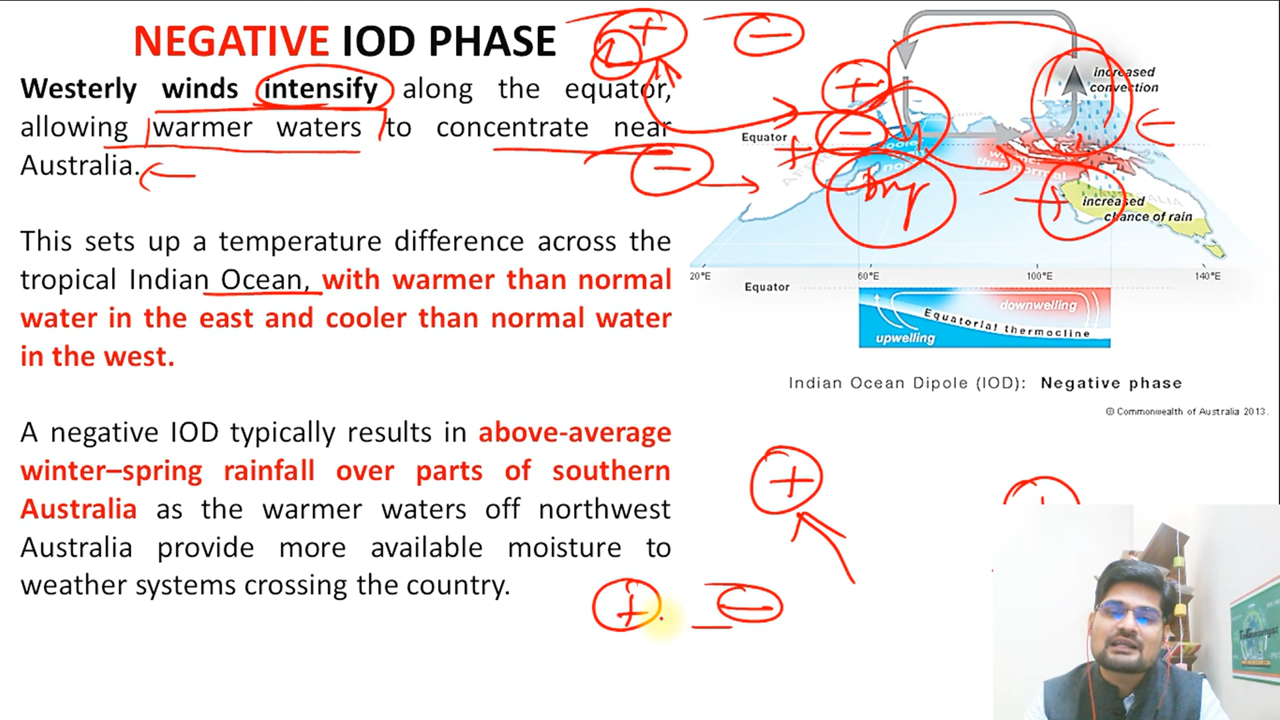 NEGATIVE IOD PHASE
Westerly winds intensify along the equator,
allowing warmer waters to concentrate near
Australia.
This sets up a temperature difference across the
tropical Indian Ocean, with warmer than normal
water in the east and cooler than normal water
in the west.
A negative IOD typically results in above-average
winter–spring rainfall over parts of southern
Australia as the warmer waters off northwest
Australia provide more available moisture to
weather systems crossing the country.
+ −
L
+
−
+
−
Dry
+
increased
convection
Equator
than normal
increased
chance of rain
20°E 60°E 100°E 140°E
Equator
downwelling
Equatorial thermocline
upwelling
Indian Ocean Dipole (IOD): Negative phase
© Commonwealth of Australia 2013.
+
+ −